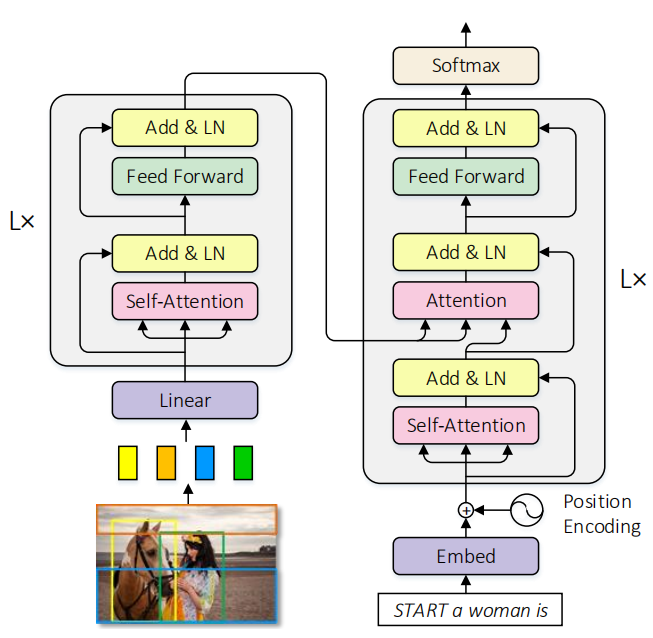 Softmax
Add & LN
Feed Forward
Add & LN
Self-Attention
L×
Linear
Add & LN
Feed Forward
Add & LN
Attention
Add & LN
Self-Attention
L×
Position
Encoding
Embed
START a woman is